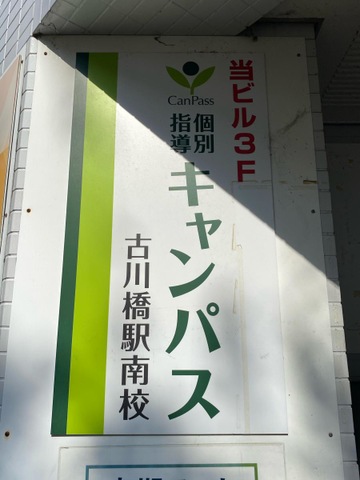 当ビル3F
CanPass
個別
指導
キャンパス
古川橋駅南校